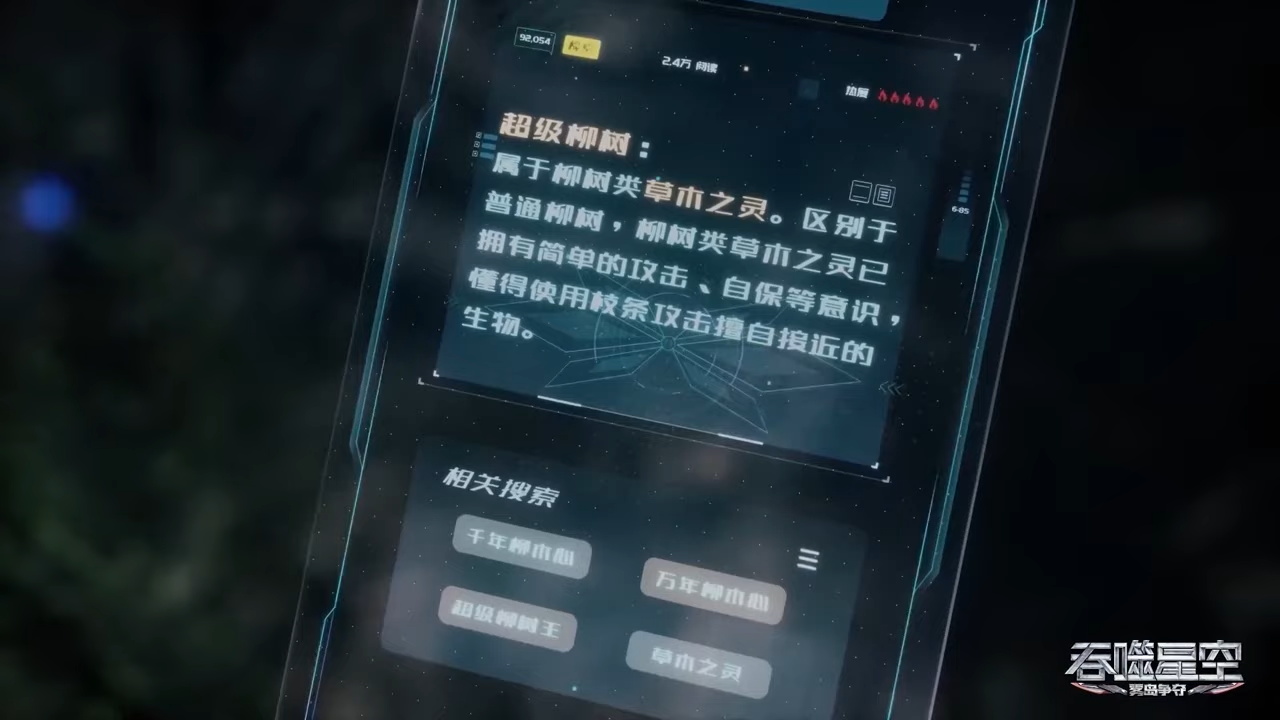 92,054
2.4万 阅读
热度
超级柳树：
属于柳树类草木之灵。区别于
普通柳树，柳树类草木之灵已
拥有简单的攻击、自保等意识，
懂得使用枝条攻击擅自接近的
生物。
6-85
相关搜索
千年柳木心
万年柳木心
超级柳树王
草木之灵
吞噬星空
雾岛争夺